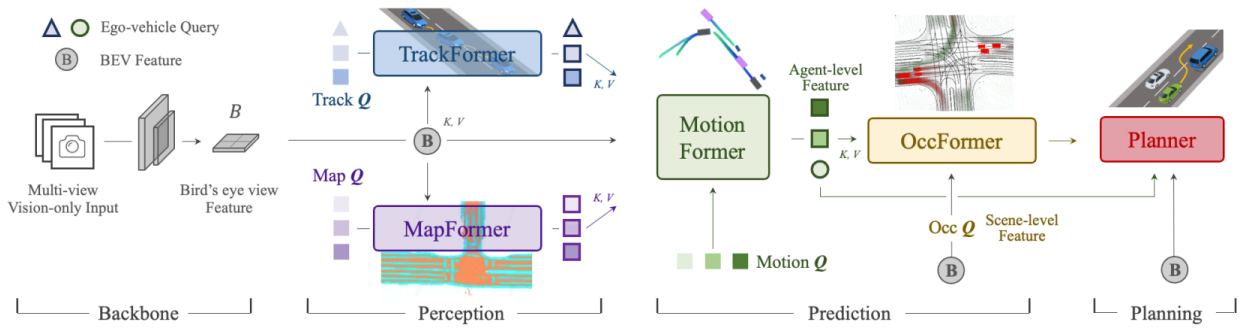 Ego-vehicle Query
B
BEV Feature
Multi-view
Vision-only Input
B
Bird's eye view
Feature
TrackFormer
Track Q
K, V
K, V
B
Map Q
K, V
MapFormer
Motion
Former
Motion Q
Agent-level
Feature
K, V
OccFormer
Occ Q
Scene-level
Feature
B
Planner
B
Backbone
Perception
Prediction
Planning